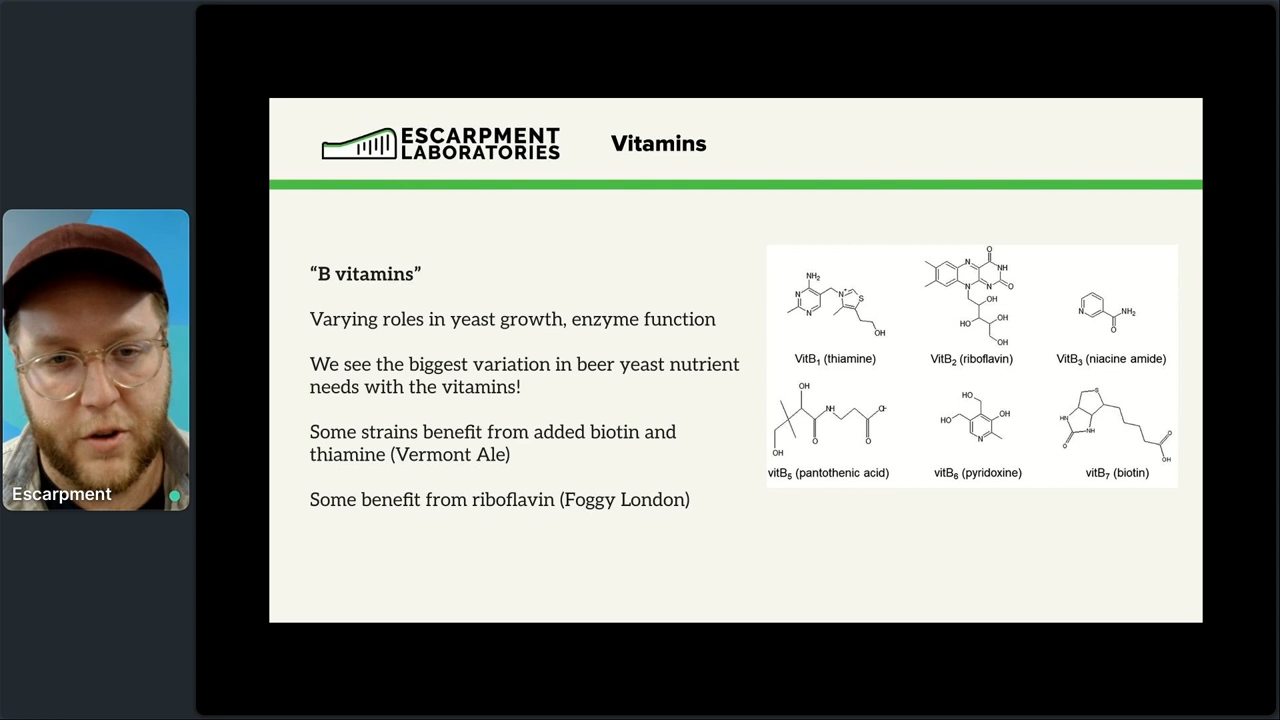 ESCARPMENT
LABORATORIES
Vitamins
“B vitamins”
Varying roles in yeast growth, enzyme function
We see the biggest variation in beer yeast nutrient
needs with the vitamins!
Some strains benefit from added biotin and
thiamine (Vermont Ale)
Some benefit from riboflavin (Foggy London)
VitB₁ (thiamine)
VitB₂ (riboflavin)
VitB₃ (niacine amide)
vitB₅ (pantothenic acid)
vitB₆ (pyridoxine)
vitB₇ (biotin)
Escarpment